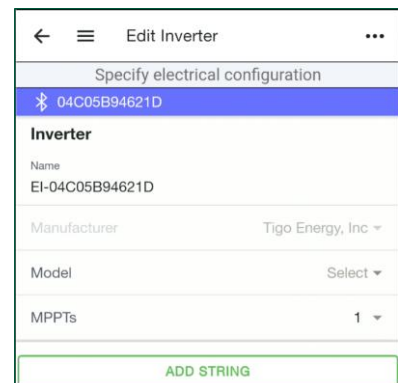 Edit Inverter
Specify electrical configuration
04C05B94621D
Inverter
Name
EI-04C05B94621D
Manufacturer Tigo Energy, Inc
Model Select
MPPTs 1
ADD STRING